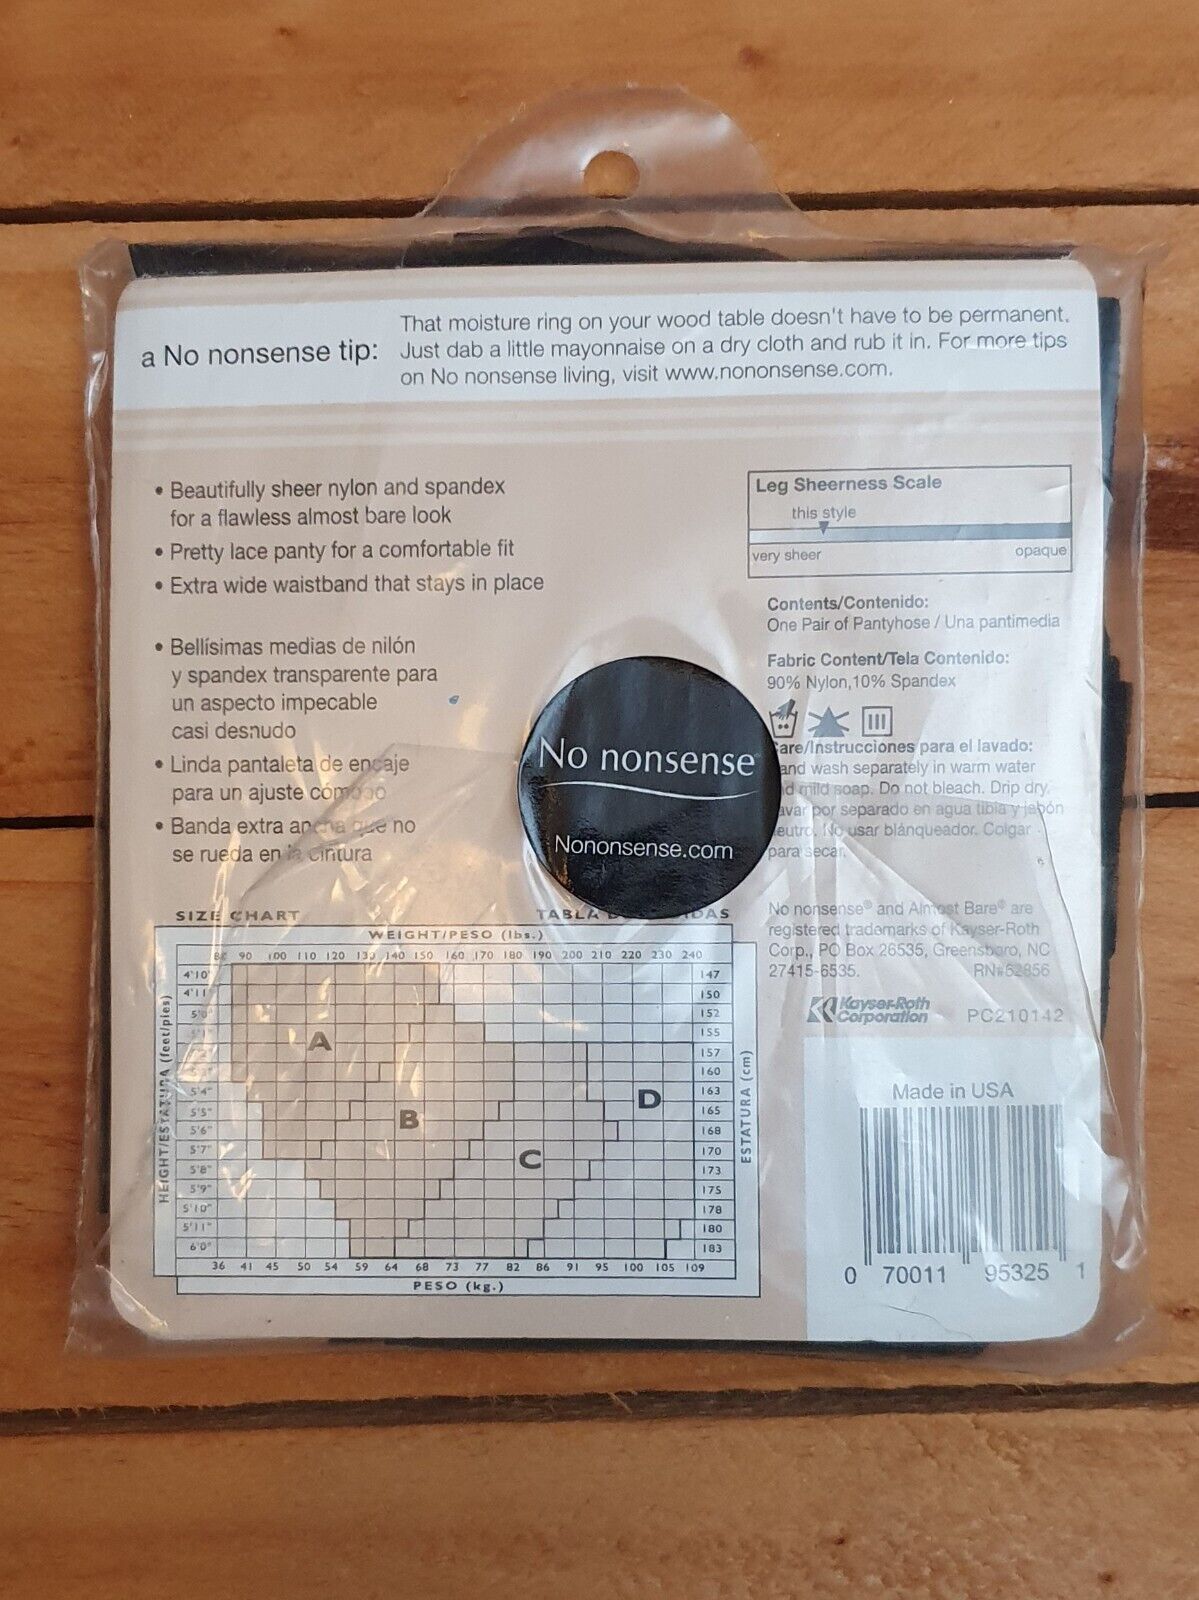 a No nonsense tip:
That moisture ring on your wood table doesn't have to be permanent.
Just dab a little mayonnaise on a dry cloth and rub it in. For more tips
on No nonsense living, visit www.nononsense.com.
• Beautifully sheer nylon and spandex
for a flawless almost bare look
• Pretty lace panty for a comfortable fit
• Extra wide waistband that stays in place
• Bellísimas medias de nilón
y spandex transparente para
un aspecto impecable
casi desnudo
• Linda pantaleta de encaje
para un ajuste cómodo
• Banda extra ancha que no
se rueda en la cintura
Leg Sheerness Scale
this style
very sheer opaque
Contents/Contenido:
One Pair of Pantyhose / Una pantimedia
Fabric Content/Tela Contenido:
90% Nylon,10% Spandex
/Instrucciones para el lavado:
wash separately in warm water
mild soap. Do not bleach. Drip dry.
por separado en agua tibia y jabón
No usar blánqueador. Colgar
para secar.
No nonsense
Nononsense.com
No nonsense® and Almost Bare® are
registered trademarks of Kayser-Roth
Corp., PO Box 26535, Greensboro, NC
27415-6535. RN#52856
Kayser-Roth
Corporation
PC210142
Made in USA
0 70011 95325 1
SIZE CHART TABLA
WEIGHT/PESO (lbs.)
90 100 110 120 130 140 150 160 170 180 190 200 210 220 230 240
4'10" 147
4'11" 150
5'0" 152
155
157
160
5'4" 163
5'5" 165
5'6" 168
5'7" 170
5'8" 173
5'9" 175
5'10" 178
5'11" 180
6'0" 183
A
B
C
D
HEIGHT/ESTATURA (feet/pies)
ESTATURA (cm)
36 41 45 50 54 59 64 68 73 77 82 86 91 95 100 105 109
PESO (kg.)